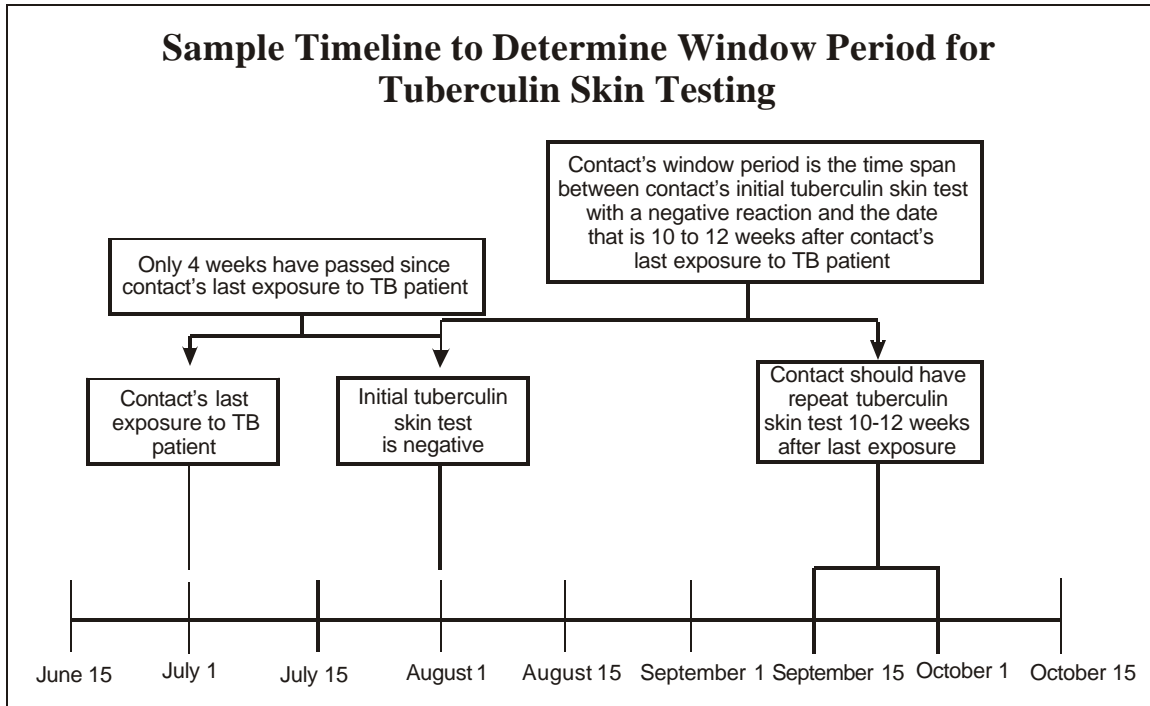 Sample Timeline to Determine Window Period for
Tuberculin Skin Testing
Contact's window period is the time span
between contact's initial tuberculin skin test
with a negative reaction and the date
that is 10 to 12 weeks after contact's
last exposure to TB patient
Only 4 weeks have passed since
contact's last exposure to TB patient
Contact's last
exposure to TB
patient
Initial tuberculin
skin test
is negative
Contact should have
repeat tuberculin
skin test 10-12 weeks
after last exposure
June 15
July 1
July 15
August 1
August 15
September 1
September 15
October 1
October 15